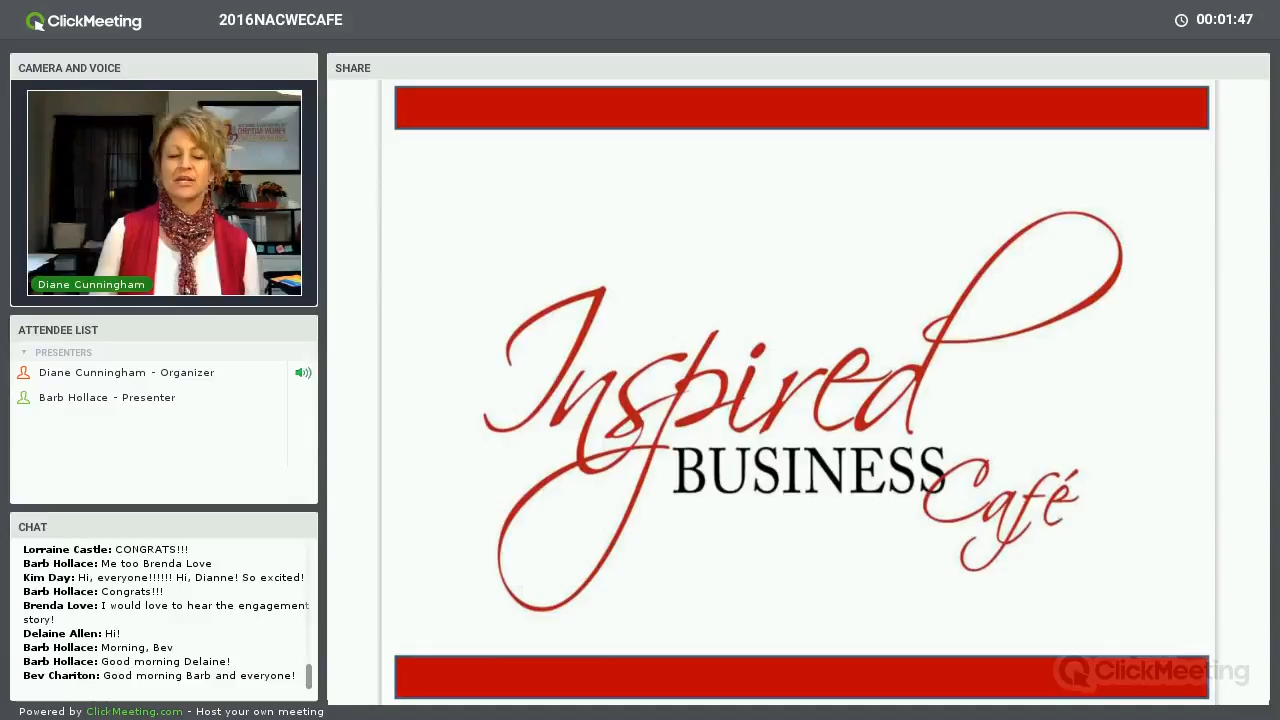 ClickMeeting
2016NACWECAFE
00:01:47
CAMERA AND VOICE
CHRISTIAN WOMEN
Diane Cunningham
ATTENDEE LIST
PRESENTERS
Diane Cunningham - Organizer
Barb Hollace - Presenter
CHAT
Lorraine Castle: CONGRATS!!!
Barb Hollace: Me too Brenda Love
Kim Day: Hi, everyone!!!!!! Hi, Dianne! So excited!
Barb Hollace: Congrats!!!
Brenda Love: I would love to hear the engagement
story!
Delaine Allen: Hi!
Barb Hollace: Morning, Bev
Barb Hollace: Good morning Delaine!
Bev Chariton: Good morning Barb and everyone!
Powered by ClickMeeting.com - Host your own meeting
SHARE
Inspired
BUSINESS
Café
ClickMeeting